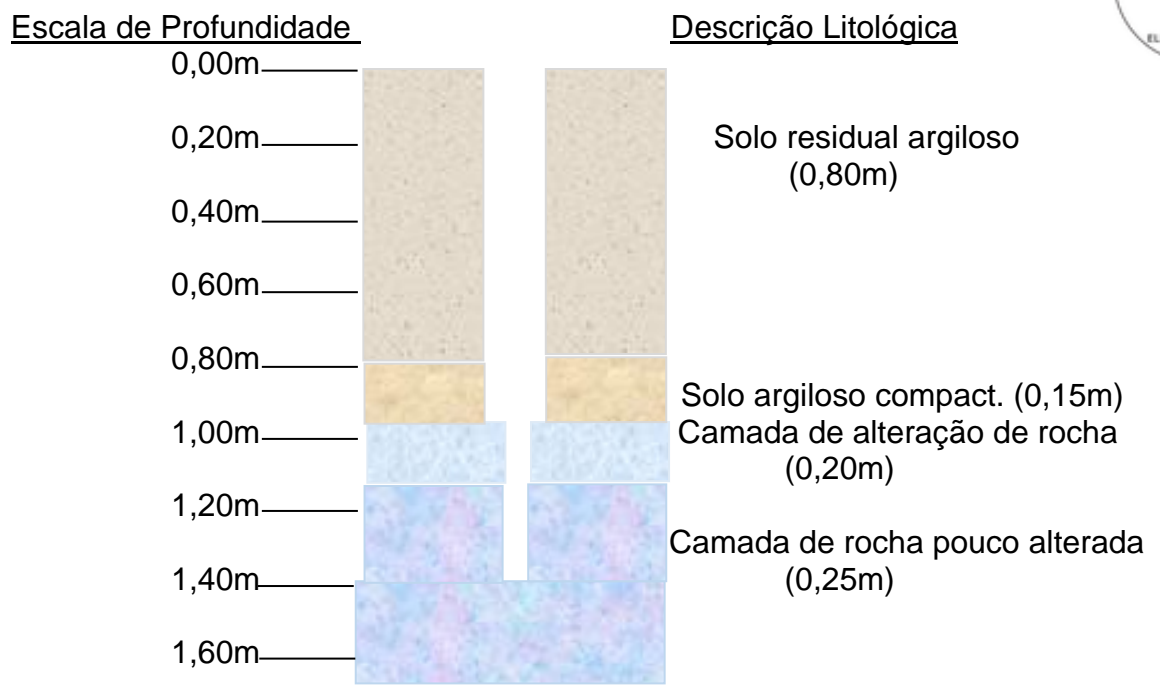 Escala de Profundidade
Descrição Litológica
0,00m
0,20m
Solo residual argiloso
(0,80m)
0,40m
0,60m
0,80m
Solo argiloso compact. (0,15m)
1,00m
Camada de alteração de rocha
(0,20m)
1,20m
Camada de rocha pouco alterada
(0,25m)
1,40m
1,60m